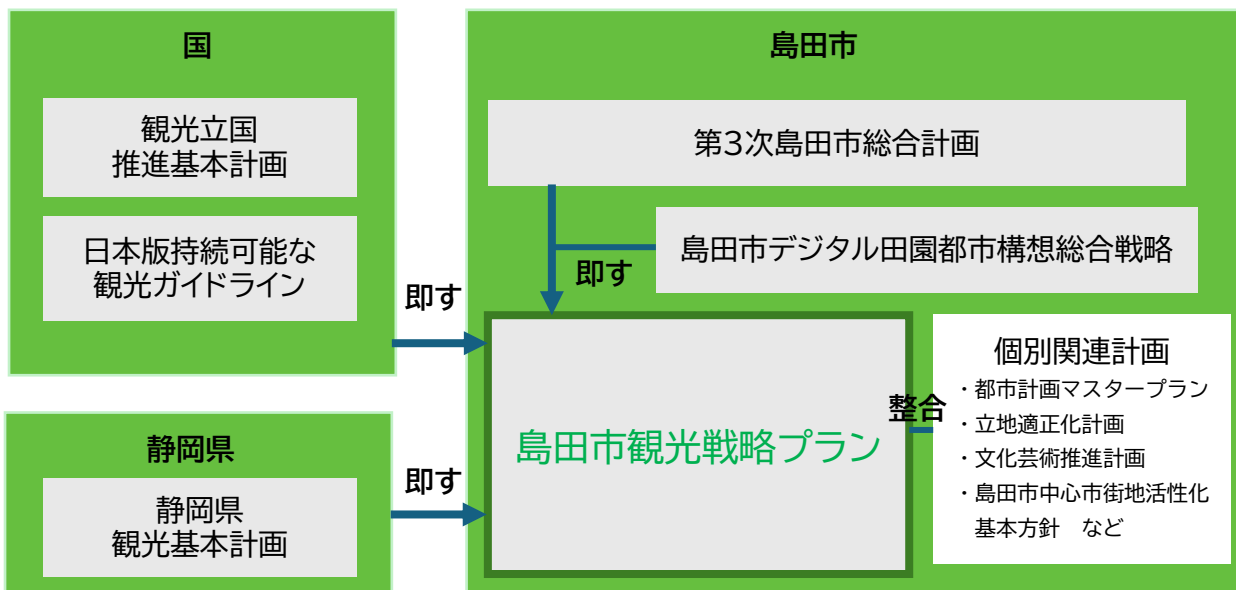 国
観光立国
推進基本計画
日本版持続可能な
観光ガイドライン
即す
静岡県
静岡県
観光基本計画
即す
島田市
第3次島田市総合計画
島田市デジタル田園都市構想総合戦略
即す
島田市観光戦略プラン
整合
個別関連計画
・都市計画マスタープラン
・立地適正化計画
・文化芸術推進計画
・島田市中心市街地活性化
基本方針　など